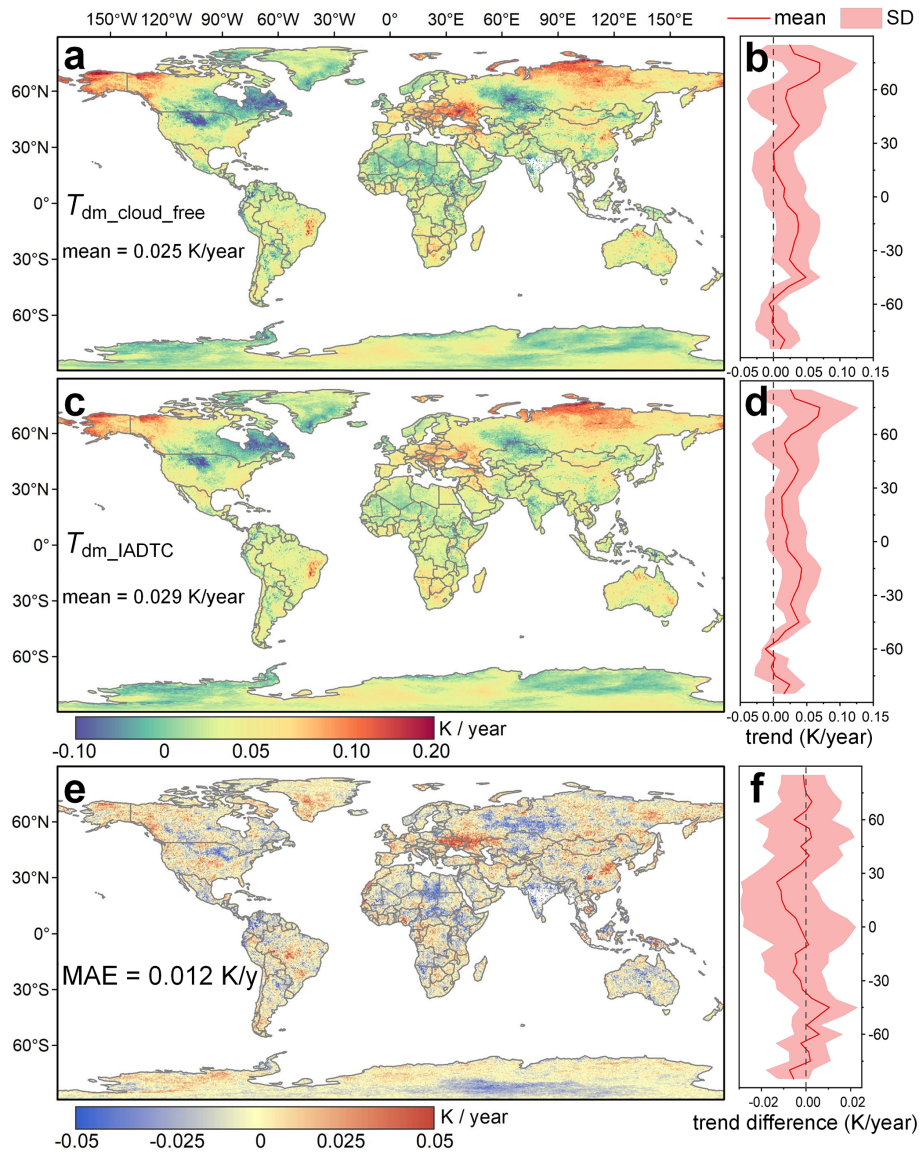 150°W 120°W 90°W 60°W 30°W 0° 30°E 60°E 90°E 120°E 150°E
mean SD
a
60°N
30°N
0°
30°S
60°S
Tdm_cloud_free
mean = 0.025 K/year
b
60
30
0
-30
-60
-0.05 0.00 0.05 0.10 0.15
c
60°N
30°N
0°
30°S
60°S
Tdm_IADTC
mean = 0.029 K/year
d
60
30
0
-30
-60
-0.05 0.00 0.05 0.10 0.15
trend (K/year)
K / year
-0.10 0 0.05 0.10 0.20
e
60°N
30°N
0°
30°S
60°S
MAE = 0.012 K/y
f
60
30
0
-30
-60
-0.02 0.00 0.02
trend difference (K/year)
K / year
-0.05 -0.025 0 0.025 0.05